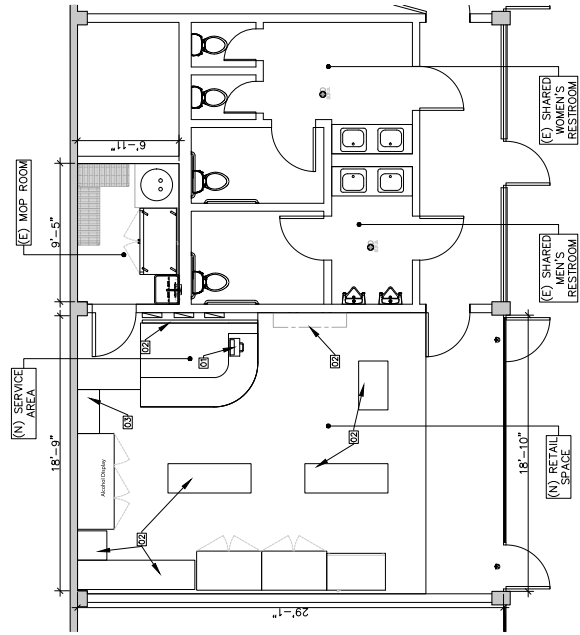 (E) MOP ROOM
(N) SERVICE
AREA
6'-11"
9'-5"
18'-9"
(E) SHARED
WOMEN'S
RESTROOM
(E) SHARED
MEN'S
RESTROOM
02
01
02
03
02
Alcohol Display
02
18'-10"
(N) RETAIL
SPACE
29'-1"